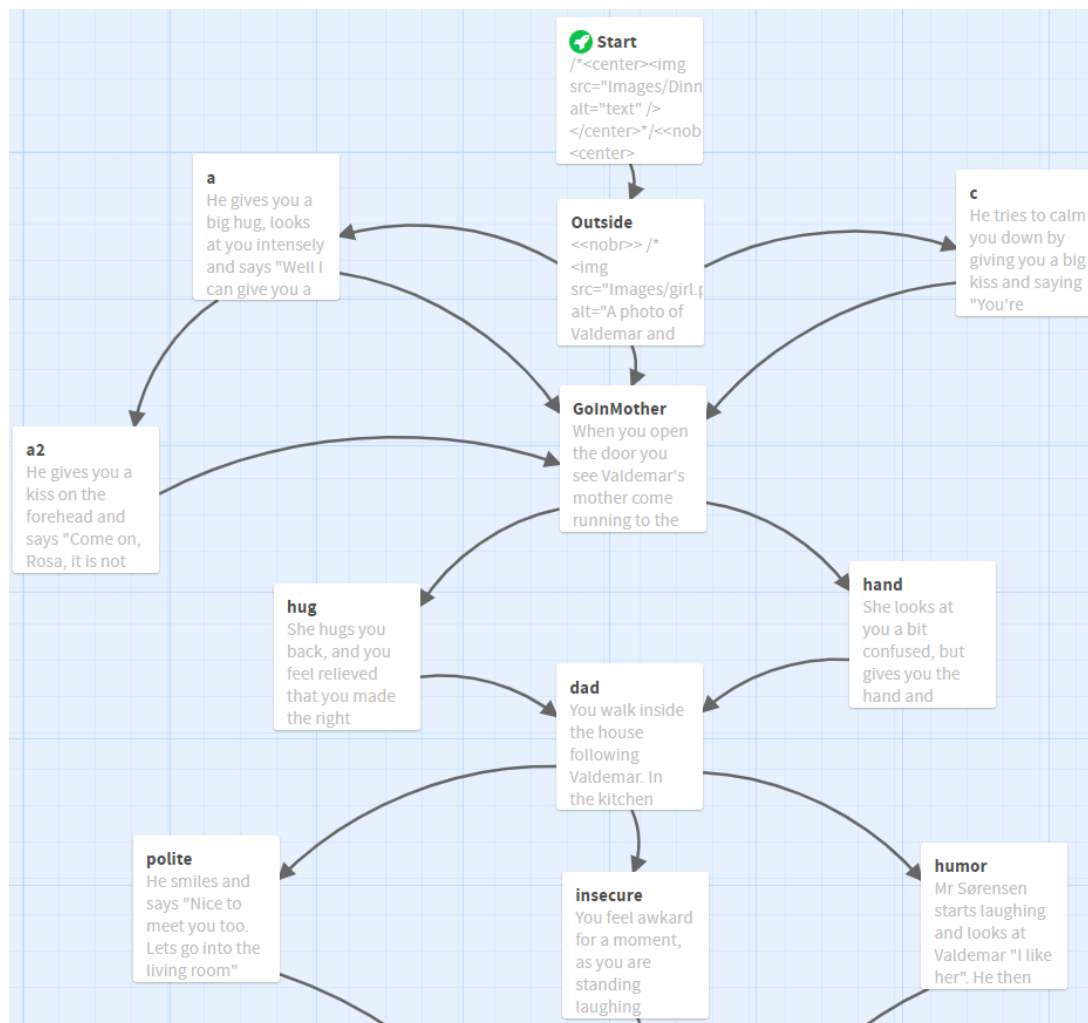 Start
/*<center><img
src="Images/Dinn
alt="text" />
</center>*/<<nob
<center>
a
He gives you a
big hug, looks
at you intensely
and says "Well I
can give you a
Outside
<<nobr>> /*
<img
src="Images/girl.p
alt="A photo of
Valdemar and
c
He tries to calm
you down by
giving you a big
kiss and saying
"You're
GoInMother
When you open
the door you
see Valdemar's
mother come
running to the
a2
He gives you a
kiss on the
forehead and
says "Come on,
Rosa, it is not
hug
She hugs you
back, and you
feel relieved
that you made
the right
hand
She looks at
you a bit
confused, but
gives you the
hand and
dad
You walk inside
the house
following
Valdemar. In
the kitchen
polite
He smiles and
says "Nice to
meet you too.
Lets go into the
living room"
insecure
You feel awkard
for a moment,
as you are
standing
laughing
humor
Mr Sørensen
starts laughing
and looks at
Valdemar "I like
her". He then